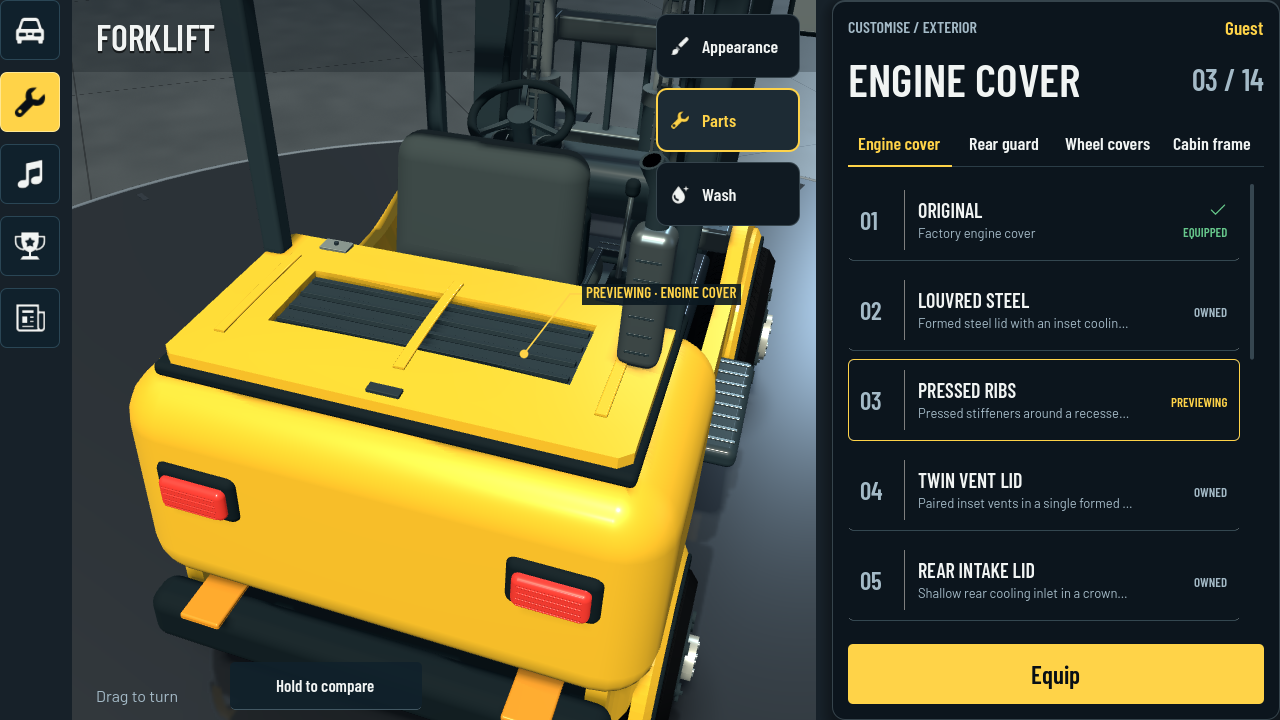 FORKLIFT
Appearance
Parts
Wash
PREVIEWING · ENGINE COVER
Drag to turn
Hold to compare
CUSTOMISE / EXTERIOR
Guest
ENGINE COVER
03 / 14
Engine cover
Rear guard
Wheel covers
Cabin frame
01
ORIGINAL
Factory engine cover
EQUIPPED
02
LOUVRED STEEL
Formed steel lid with an inset coolin...
OWNED
03
PRESSED RIBS
Pressed stiffeners around a recesse...
PREVIEWING
04
TWIN VENT LID
Paired inset vents in a single formed ...
OWNED
05
REAR INTAKE LID
Shallow rear cooling inlet in a crown...
OWNED
Equip